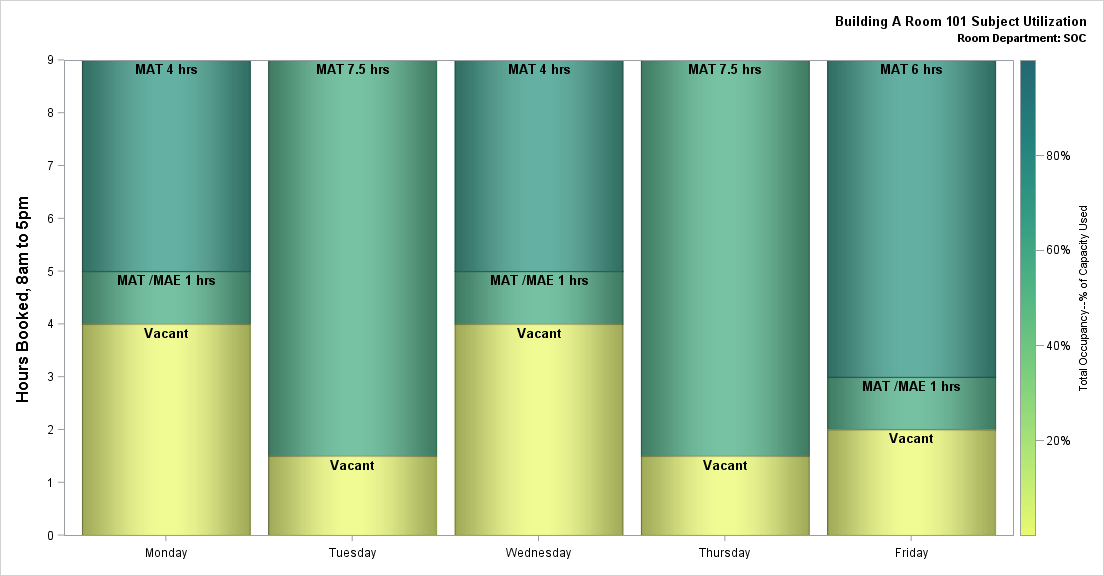 Building A Room 101 Subject Utilization
Room Department: SOC
Hours Booked, 8am to 5pm
9
8
7
6
5
4
3
2
1
0
MAT 4 hrs
MAT /MAE 1 hrs
Vacant
MAT 7.5 hrs
Vacant
MAT 4 hrs
MAT /MAE 1 hrs
Vacant
MAT 7.5 hrs
Vacant
MAT 6 hrs
MAT /MAE 1 hrs
Vacant
Monday
Tuesday
Wednesday
Thursday
Friday
80%
60%
40%
20%
Total Occupancy--% of Capacity Used